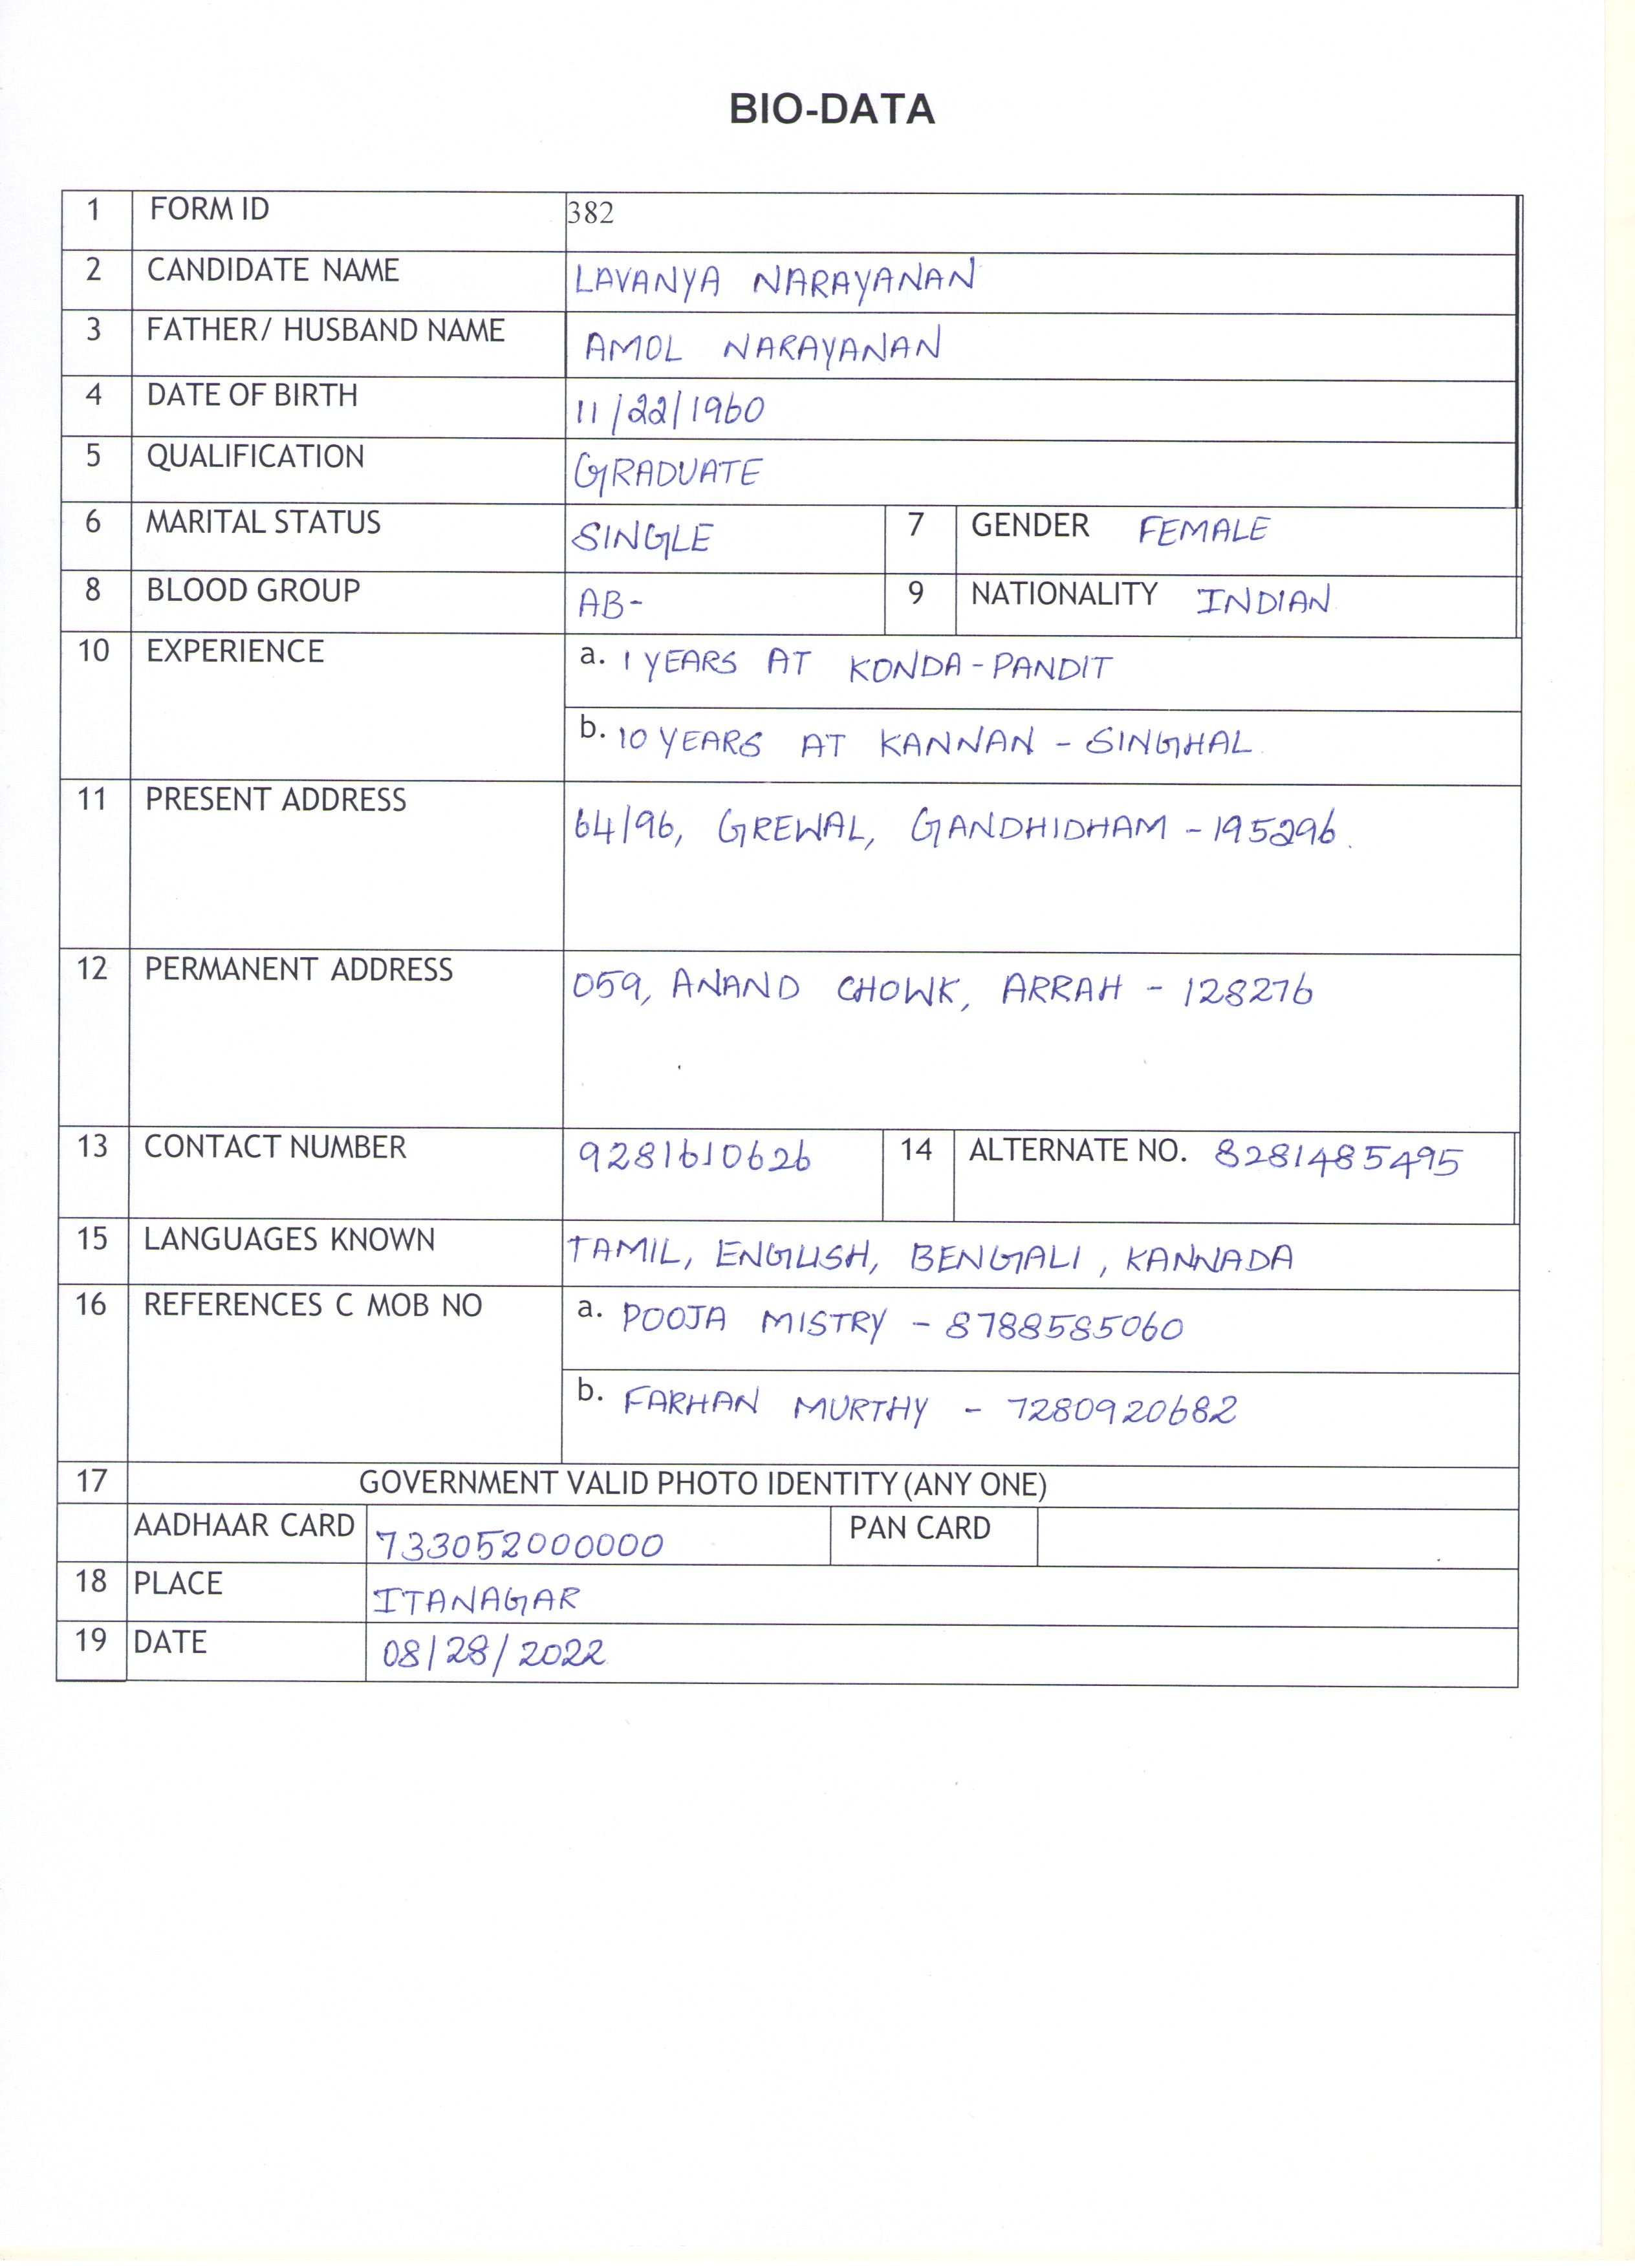 BIO-DATA
1 FORM ID 382
2 CANDIDATE NAME LAVANYA NARAYANAN
3 FATHER/ HUSBAND NAME AMOL NARAYANAN
4 DATE OF BIRTH 11/22/1960
5 QUALIFICATION GRADUATE
6 MARITAL STATUS SINGLE 7 GENDER FEMALE
8 BLOOD GROUP AB- 9 NATIONALITY INDIAN
10 EXPERIENCE a. 1 YEARS AT KONDA-PANDIT
b. 10 YEARS AT KANNAN - SINGHAL
11 PRESENT ADDRESS 64/96, GREWAL, GANDHIDHAM - 195296.
12 PERMANENT ADDRESS 059, ANAND CHOWK, ARRAH - 128276
13 CONTACT NUMBER 9281610626 14 ALTERNATE NO. 8281485495
15 LANGUAGES KNOWN TAMIL, ENGLISH, BENGALI, KANNADA
16 REFERENCES C MOB NO a. POOJA MISTRY - 8788585060
b. FARHAN MURTHY - 7280920682
17 GOVERNMENT VALID PHOTO IDENTITY (ANY ONE)
AADHAAR CARD 733052000000 PAN CARD
18 PLACE ITANAGAR
19 DATE 08/28/2022